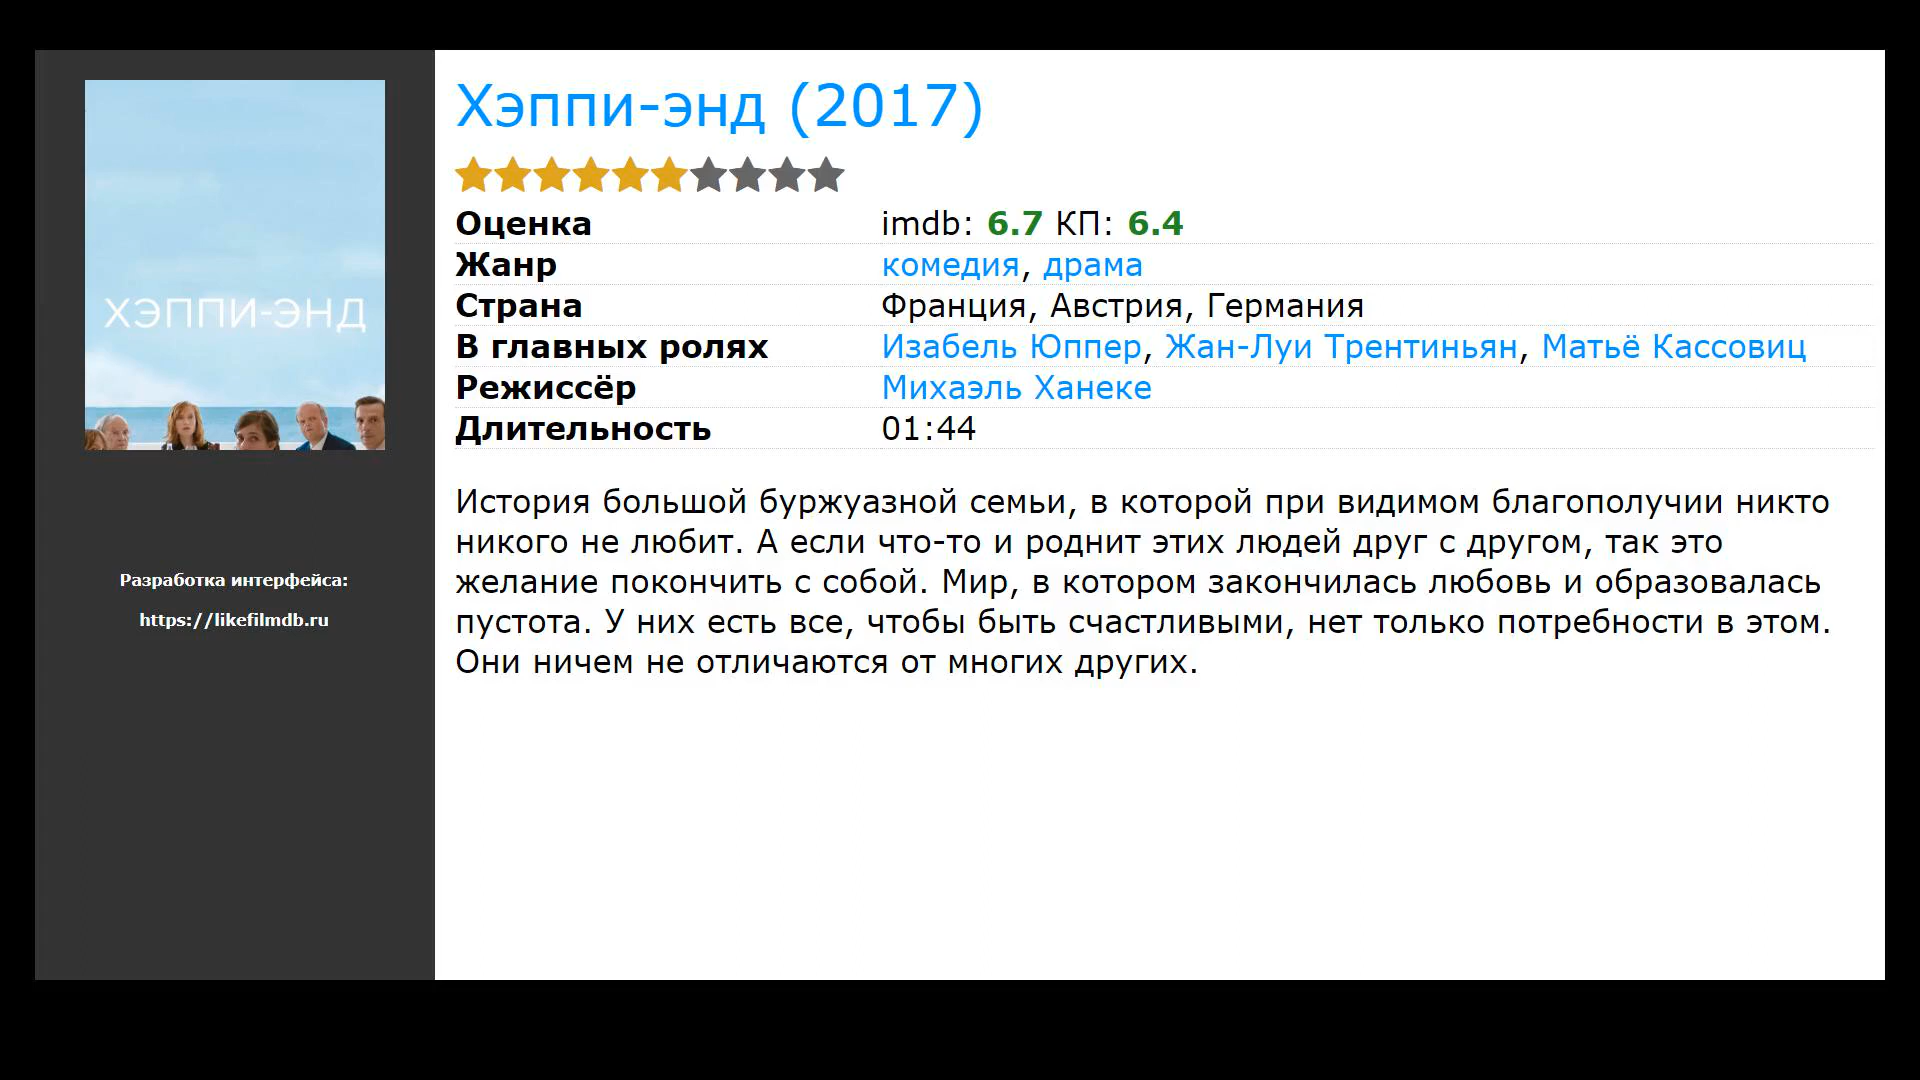 ХЭППИ-ЭНД
Разработка интерфейса:
https://likefilmdb.ru
Хэппи-энд (2017)
Оценка imdb: 6.7 КП: 6.4
Жанр комедия, драма
Страна Франция, Австрия, Германия
В главных ролях Изабель Юппер, Жан-Луи Трентиньян, Матьё Кассовиц
Режиссёр Михаэль Ханеке
Длительность 01:44
История большой буржуазной семьи, в которой при видимом благополучии никто
никого не любит. А если что-то и роднит этих людей друг с другом, так это
желание покончить с собой. Мир, в котором закончилась любовь и образовалась
пустота. У них есть все, чтобы быть счастливыми, нет только потребности в этом.
Они ничем не отличаются от многих других.